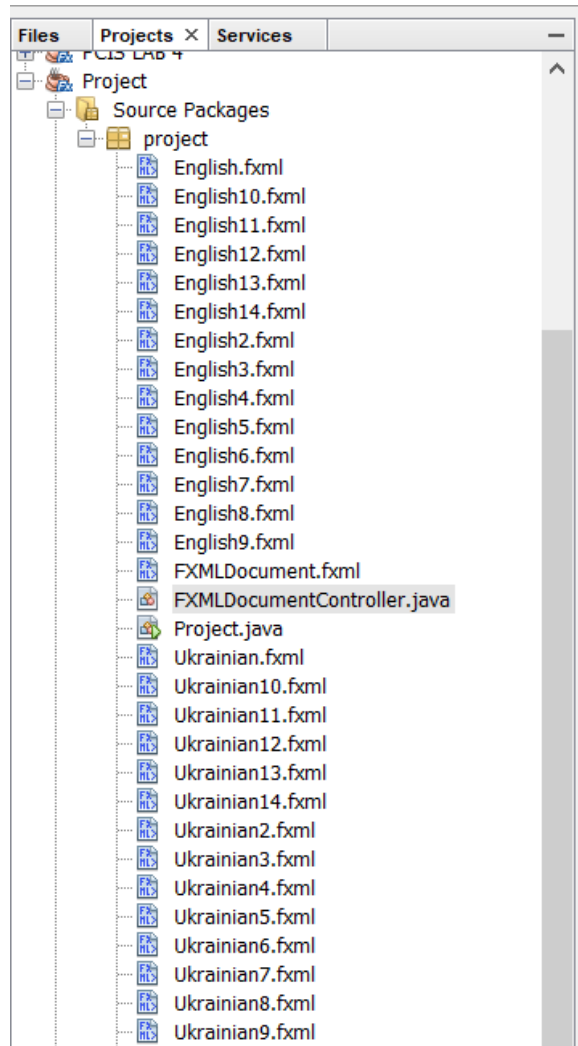 Files Projects × Services
FCIS LAB 4
Project
Source Packages
project
English.fxml
English10.fxml
English11.fxml
English12.fxml
English13.fxml
English14.fxml
English2.fxml
English3.fxml
English4.fxml
English5.fxml
English6.fxml
English7.fxml
English8.fxml
English9.fxml
FXMLDocument.fxml
FXMLDocumentController.java
Project.java
Ukrainian.fxml
Ukrainian10.fxml
Ukrainian11.fxml
Ukrainian12.fxml
Ukrainian13.fxml
Ukrainian14.fxml
Ukrainian2.fxml
Ukrainian3.fxml
Ukrainian4.fxml
Ukrainian5.fxml
Ukrainian6.fxml
Ukrainian7.fxml
Ukrainian8.fxml
Ukrainian9.fxml